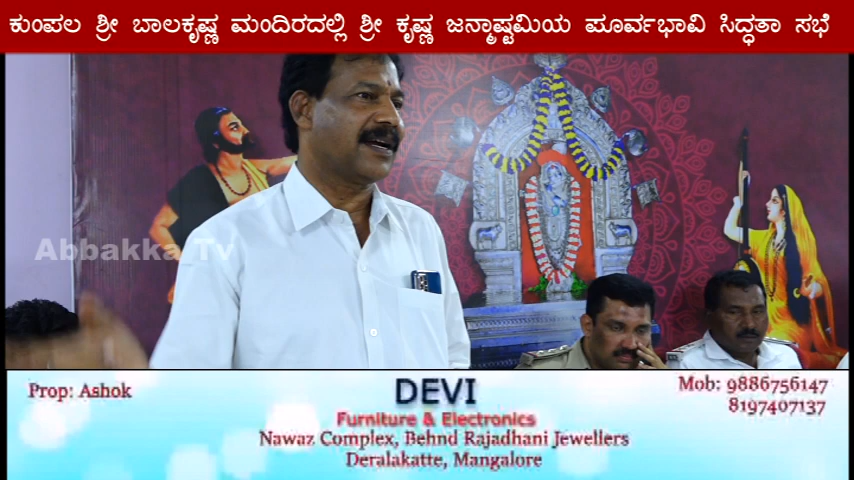 ಕುಂಪಲ ಶ್ರೀ ಬಾಲಕೃಷ್ಣ ಮಂದಿರದಲ್ಲಿ ಶ್ರೀ ಕೃಷ್ಣ ಜನ್ಮಾಷ್ಟಮಿಯ ಪೂರ್ವಭಾವಿ ಸಿದ್ಧತಾ ಸಭೆ
Abbakka Tv
Prop: Ashok
DEVI
Furniture & Electronics
Nawaz Complex, Behnd Rajadhani Jewellers
Deralakatte, Mangalore
Mob: 9886756147
8197407137